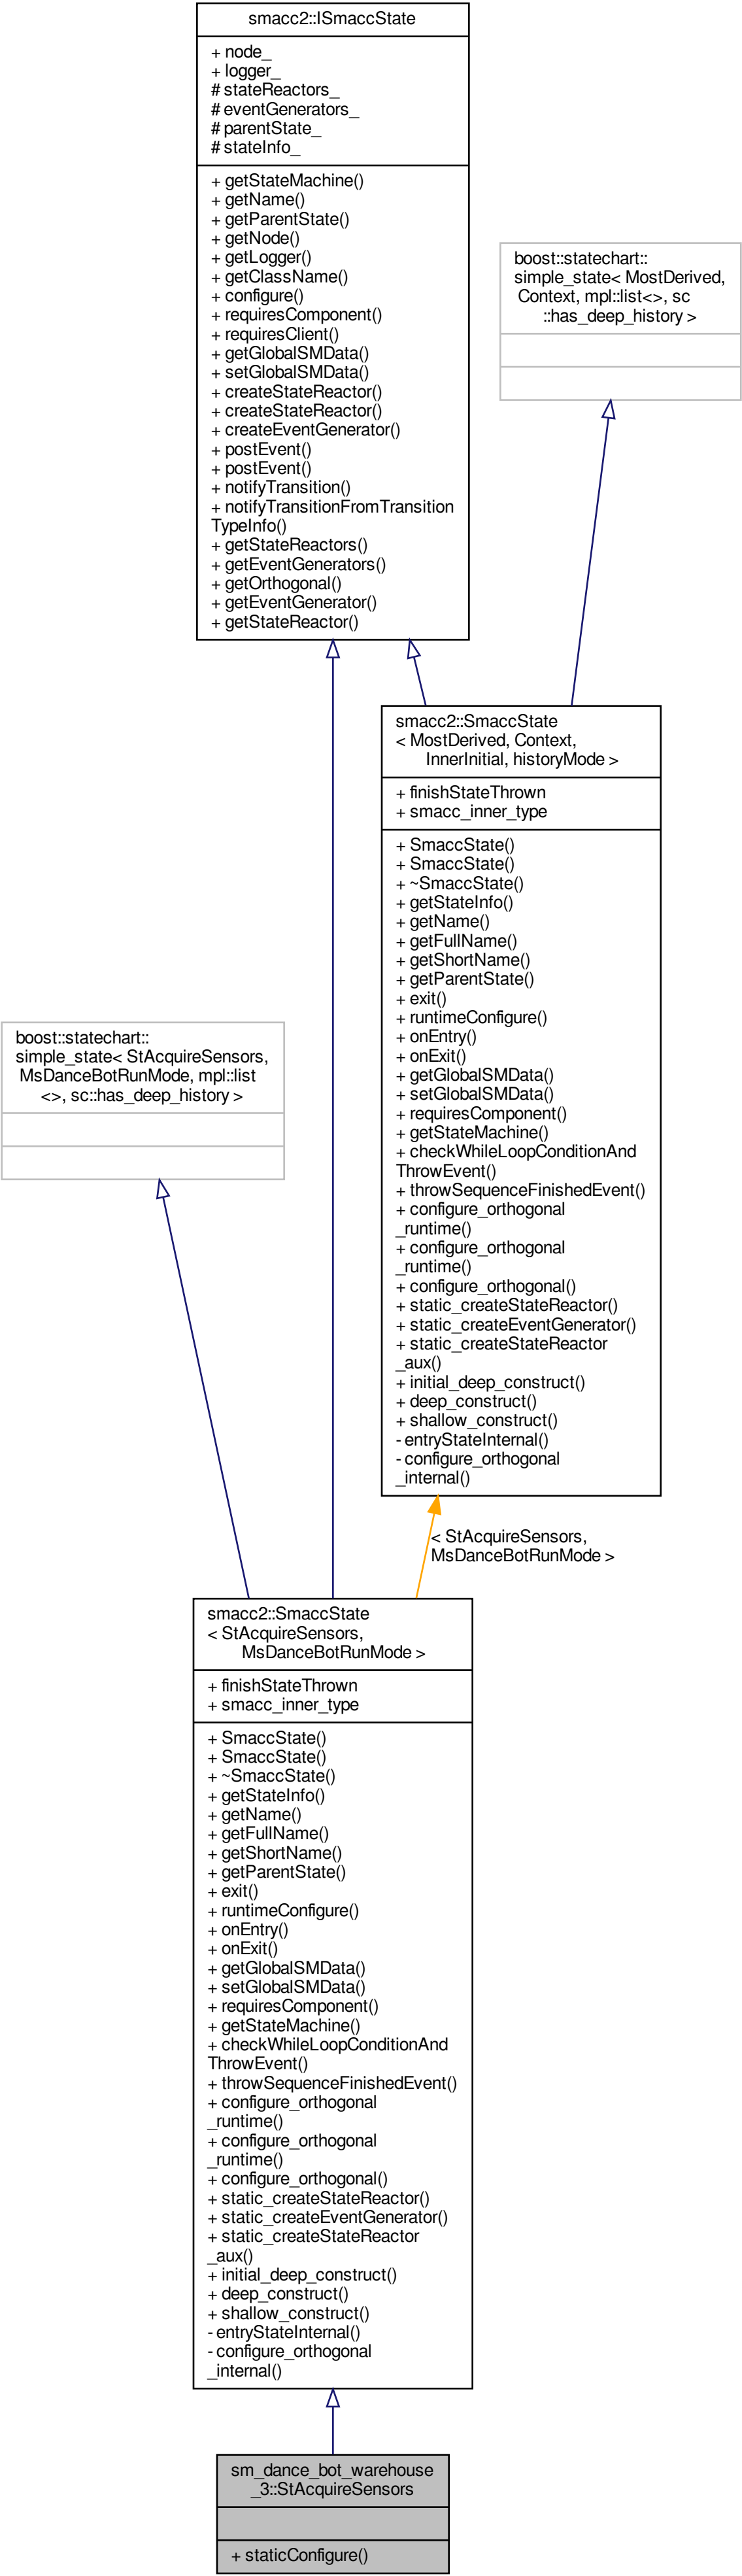 smacc2::ISmaccState
+ node_
+ logger_
# stateReactors_
# eventGenerators_
# parentState_
# stateInfo_
+ getStateMachine()
+ getName()
+ getParentState()
+ getNode()
+ getLogger()
+ getClassName()
+ configure()
+ requiresComponent()
+ requiresClient()
+ getGlobalSMData()
+ setGlobalSMData()
+ createStateReactor()
+ createStateReactor()
+ createEventGenerator()
+ postEvent()
+ postEvent()
+ notifyTransition()
+ notifyTransitionFromTransition
TypeInfo()
+ getStateReactors()
+ getEventGenerators()
+ getOrthogonal()
+ getEventGenerator()
+ getStateReactor()
boost::statechart::
simple_state< MostDerived,
Context, mpl::list<>, sc
::has_deep_history >
smacc2::SmaccState
< MostDerived, Context,
InnerInitial, historyMode >
+ finishStateThrown
+ smacc_inner_type
+ SmaccState()
+ SmaccState()
+ ~SmaccState()
+ getStateInfo()
+ getName()
+ getFullName()
+ getShortName()
+ getParentState()
+ exit()
+ runtimeConfigure()
+ onEntry()
+ onExit()
+ getGlobalSMData()
+ setGlobalSMData()
+ requiresComponent()
+ getStateMachine()
+ checkWhileLoopConditionAnd
ThrowEvent()
+ throwSequenceFinishedEvent()
+ configure_orthogonal
_runtime()
+ configure_orthogonal
_runtime()
+ configure_orthogonal()
+ static_createStateReactor()
+ static_createEventGenerator()
+ static_createStateReactor
_aux()
+ initial_deep_construct()
+ deep_construct()
+ shallow_construct()
- entryStateInternal()
- configure_orthogonal
_internal()
boost::statechart::
simple_state< StAcquireSensors,
MsDanceBotRunMode, mpl::list
<>, sc::has_deep_history >
< StAcquireSensors,
MsDanceBotRunMode >
smacc2::SmaccState
< StAcquireSensors,
MsDanceBotRunMode >
+ finishStateThrown
+ smacc_inner_type
+ SmaccState()
+ SmaccState()
+ ~SmaccState()
+ getStateInfo()
+ getName()
+ getFullName()
+ getShortName()
+ getParentState()
+ exit()
+ runtimeConfigure()
+ onEntry()
+ onExit()
+ getGlobalSMData()
+ setGlobalSMData()
+ requiresComponent()
+ getStateMachine()
+ checkWhileLoopConditionAnd
ThrowEvent()
+ throwSequenceFinishedEvent()
+ configure_orthogonal
_runtime()
+ configure_orthogonal
_runtime()
+ configure_orthogonal()
+ static_createStateReactor()
+ static_createEventGenerator()
+ static_createStateReactor
_aux()
+ initial_deep_construct()
+ deep_construct()
+ shallow_construct()
- entryStateInternal()
- configure_orthogonal
_internal()
sm_dance_bot_warehouse
_3::StAcquireSensors
+ staticConfigure()